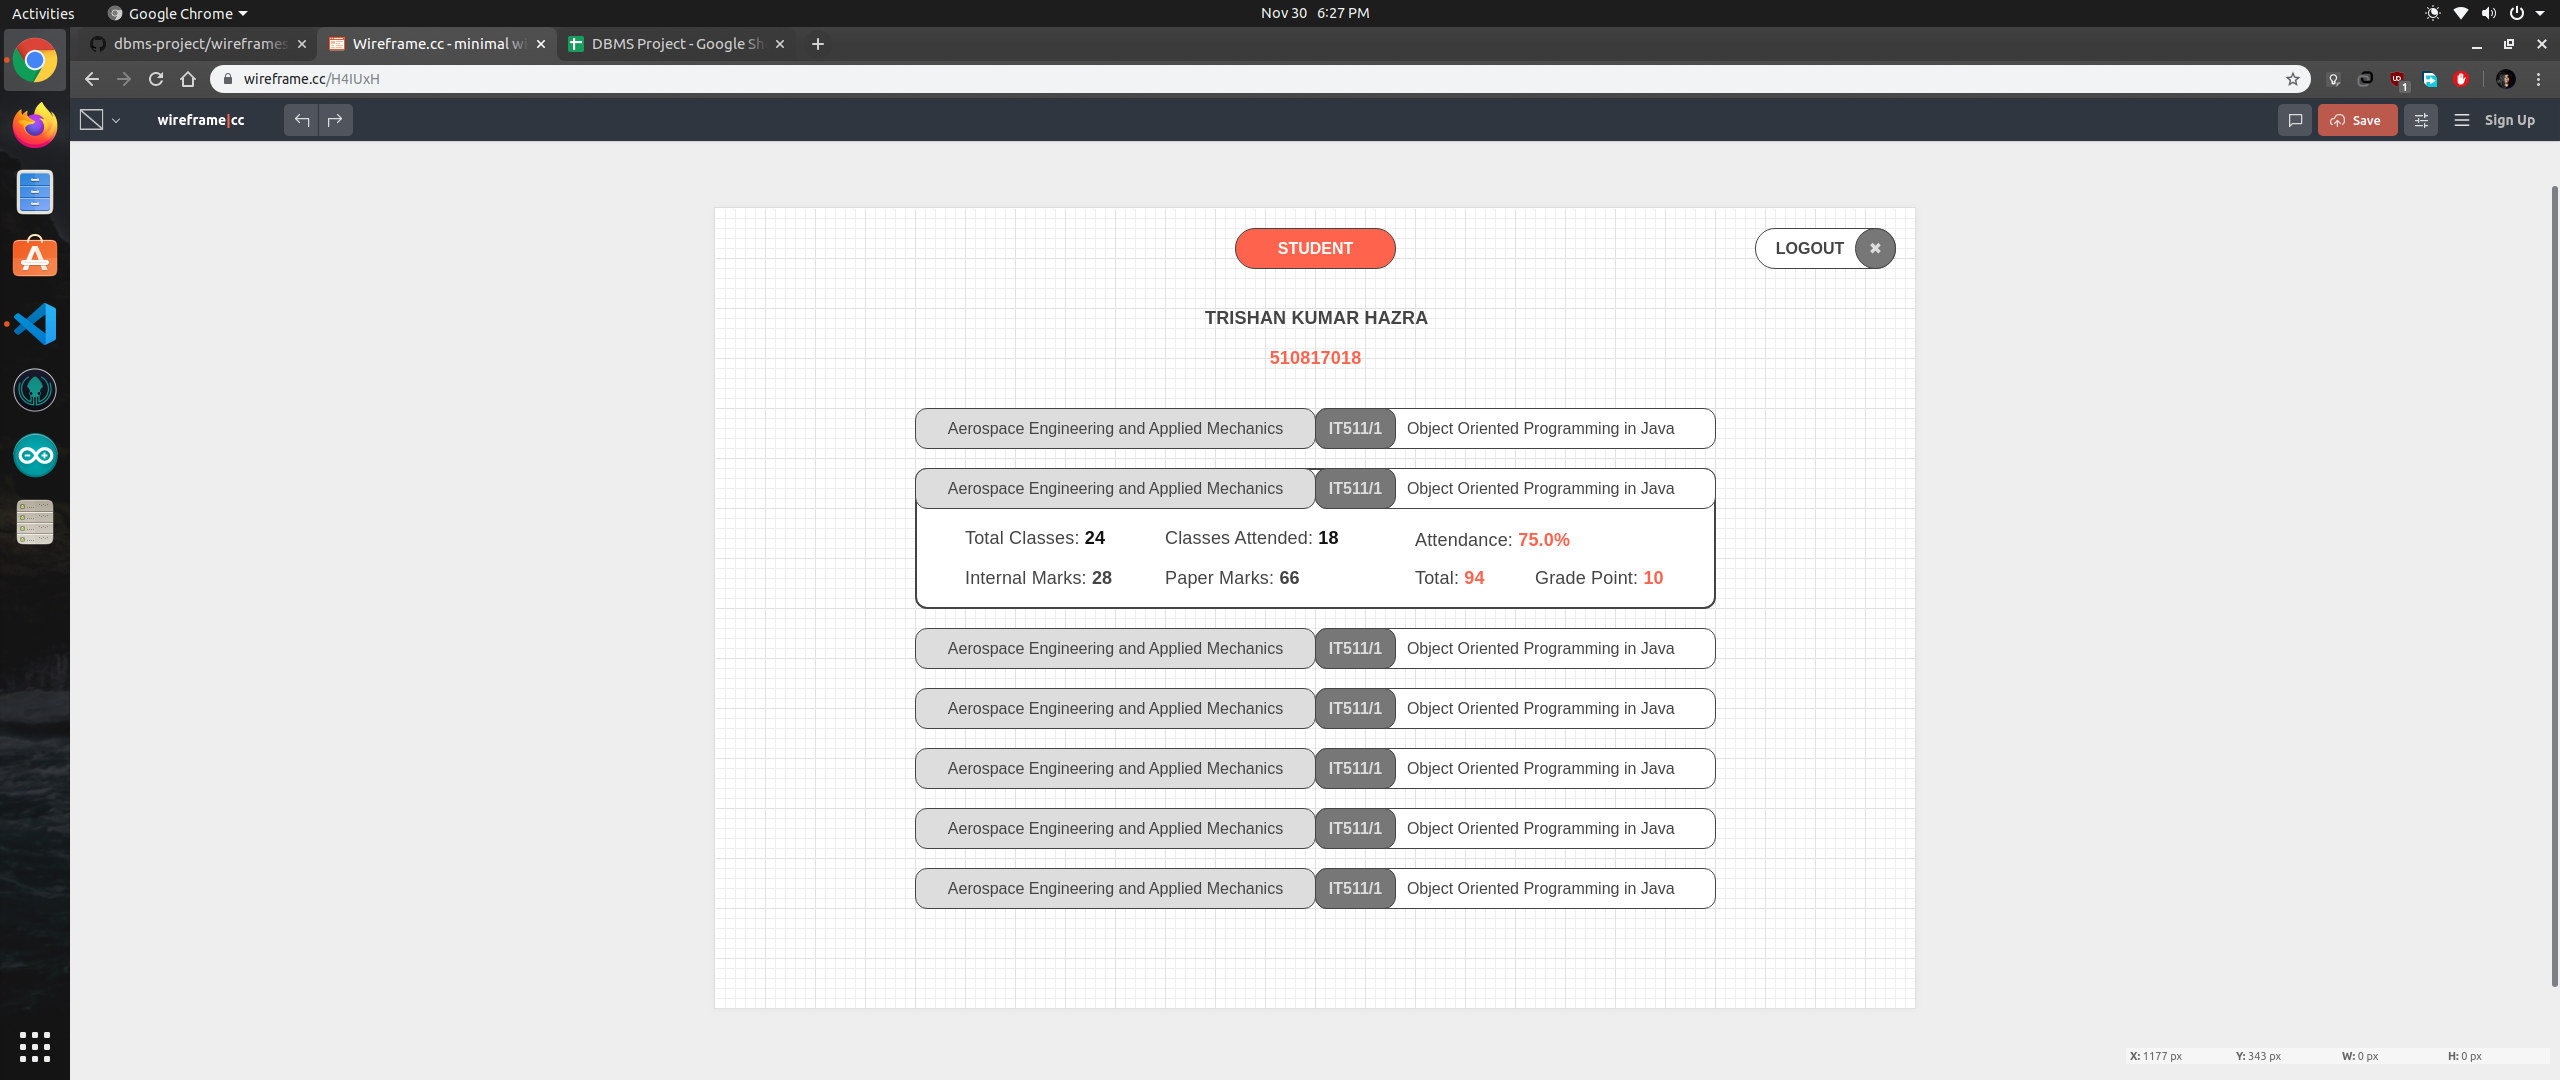 Activities Google Chrome Nov 30 6:27 PM
dbms-project/wireframes Wireframe.cc - minimal wi DBMS Project - Google Sh
wireframe.cc/H4IUxH
1
wireframe|cc Save Sign Up
STUDENT LOGOUT
TRISHAN KUMAR HAZRA
510817018
Aerospace Engineering and Applied Mechanics IT511/1 Object Oriented Programming in Java
Aerospace Engineering and Applied Mechanics IT511/1 Object Oriented Programming in Java
Total Classes: 24 Classes Attended: 18 Attendance: 75.0%
Internal Marks: 28 Paper Marks: 66 Total: 94 Grade Point: 10
Aerospace Engineering and Applied Mechanics IT511/1 Object Oriented Programming in Java
Aerospace Engineering and Applied Mechanics IT511/1 Object Oriented Programming in Java
Aerospace Engineering and Applied Mechanics IT511/1 Object Oriented Programming in Java
Aerospace Engineering and Applied Mechanics IT511/1 Object Oriented Programming in Java
Aerospace Engineering and Applied Mechanics IT511/1 Object Oriented Programming in Java
X: 1177 px Y: 343 px W: 0 px H: 0 px